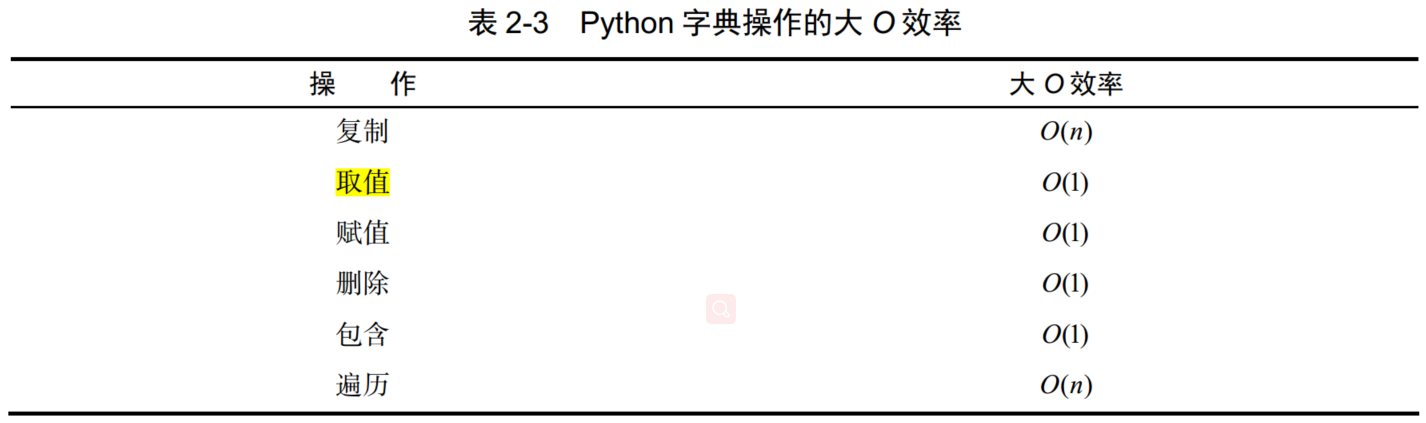 表 2-3 Python 字典操作的大 O 效率
操 作 大 O 效率
复制 O(n)
取值 O(1)
赋值 O(1)
删除 O(1)
包含 O(1)
遍历 O(n)